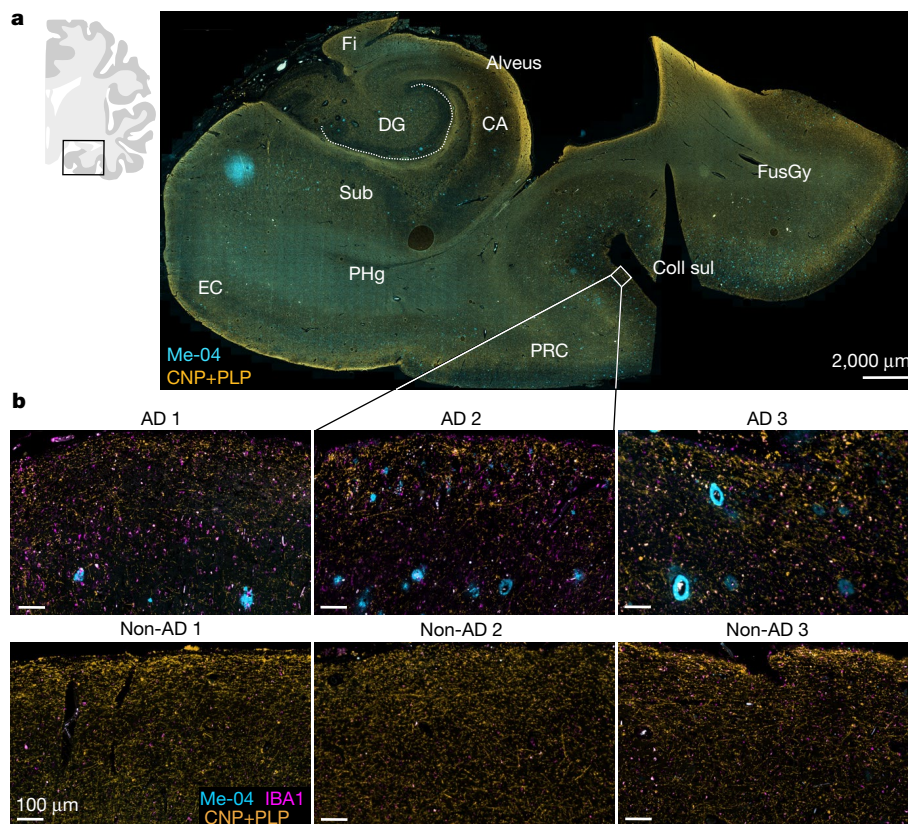 a
Fi
Alveus
DG
CA
FusGy
Sub
PHg
Coll sul
EC
PRC
Me-04
CNP+PLP
2,000 μm
b
AD 1 AD 2 AD 3
Non-AD 1 Non-AD 2 Non-AD 3
Me-04 IBA1
100 μm CNP+PLP